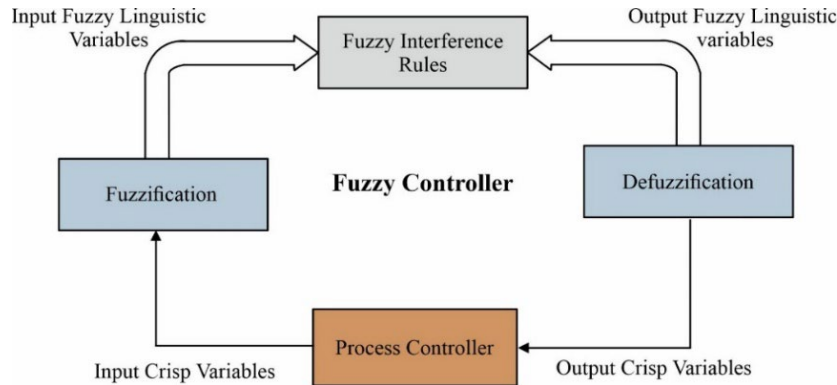 Input Fuzzy Linguistic
Variables
Fuzzy Interference
Rules
Output Fuzzy Linguistic
variables
Fuzzification
Fuzzy Controller
Defuzzification
Process Controller
Input Crisp Variables
Output Crisp Variables